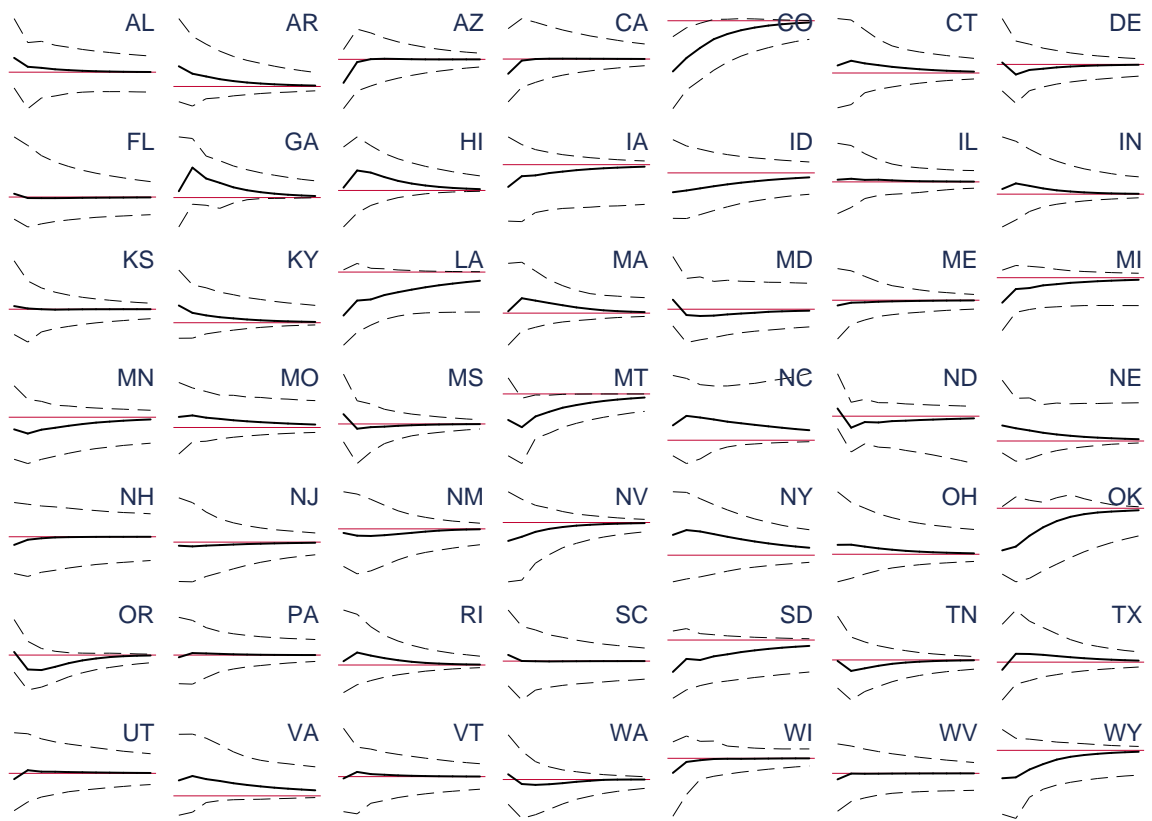 AL AR AZ CA CO CT DE
FL GA HI IA ID IL IN
KS KY LA MA MD ME MI
MN MO MS MT NC ND NE
NH NJ NM NV NY OH OK
OR PA RI SC SD TN TX
UT VA VT WA WI WV WY